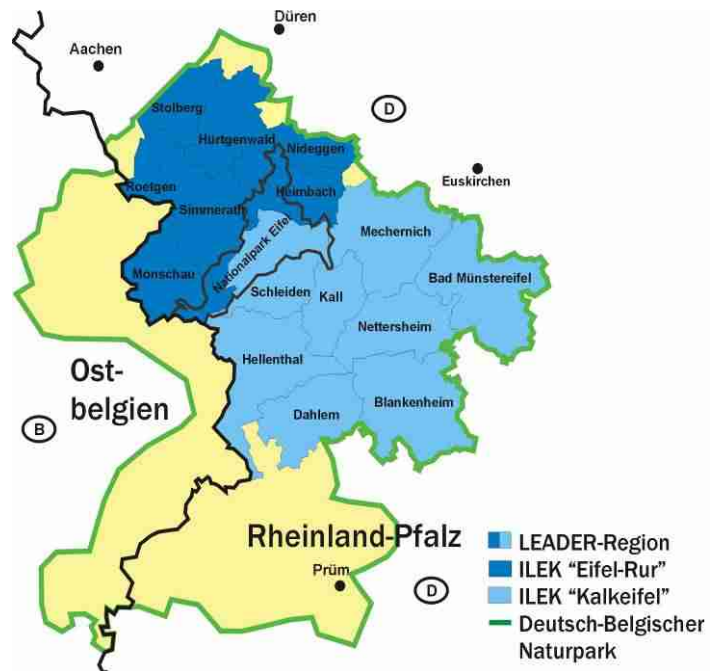 Düren
Aachen
Stolberg
D
Hürtgenwald
Nideggen
Euskirchen
Roetgen
Heimbach
Simmerath
Mechernich
Nationalpark Eifel
Monschau
Bad Münstereifel
Schleiden
Kall
Nettersheim
Hellenthal
Ost-
belgien
B
Dahlem
Blankenheim
Rheinland-Pfalz
Prüm
D
LEADER-Region
ILEK "Eifel-Rur"
ILEK "Kalkeifel"
Deutsch-Belgischer
Naturpark